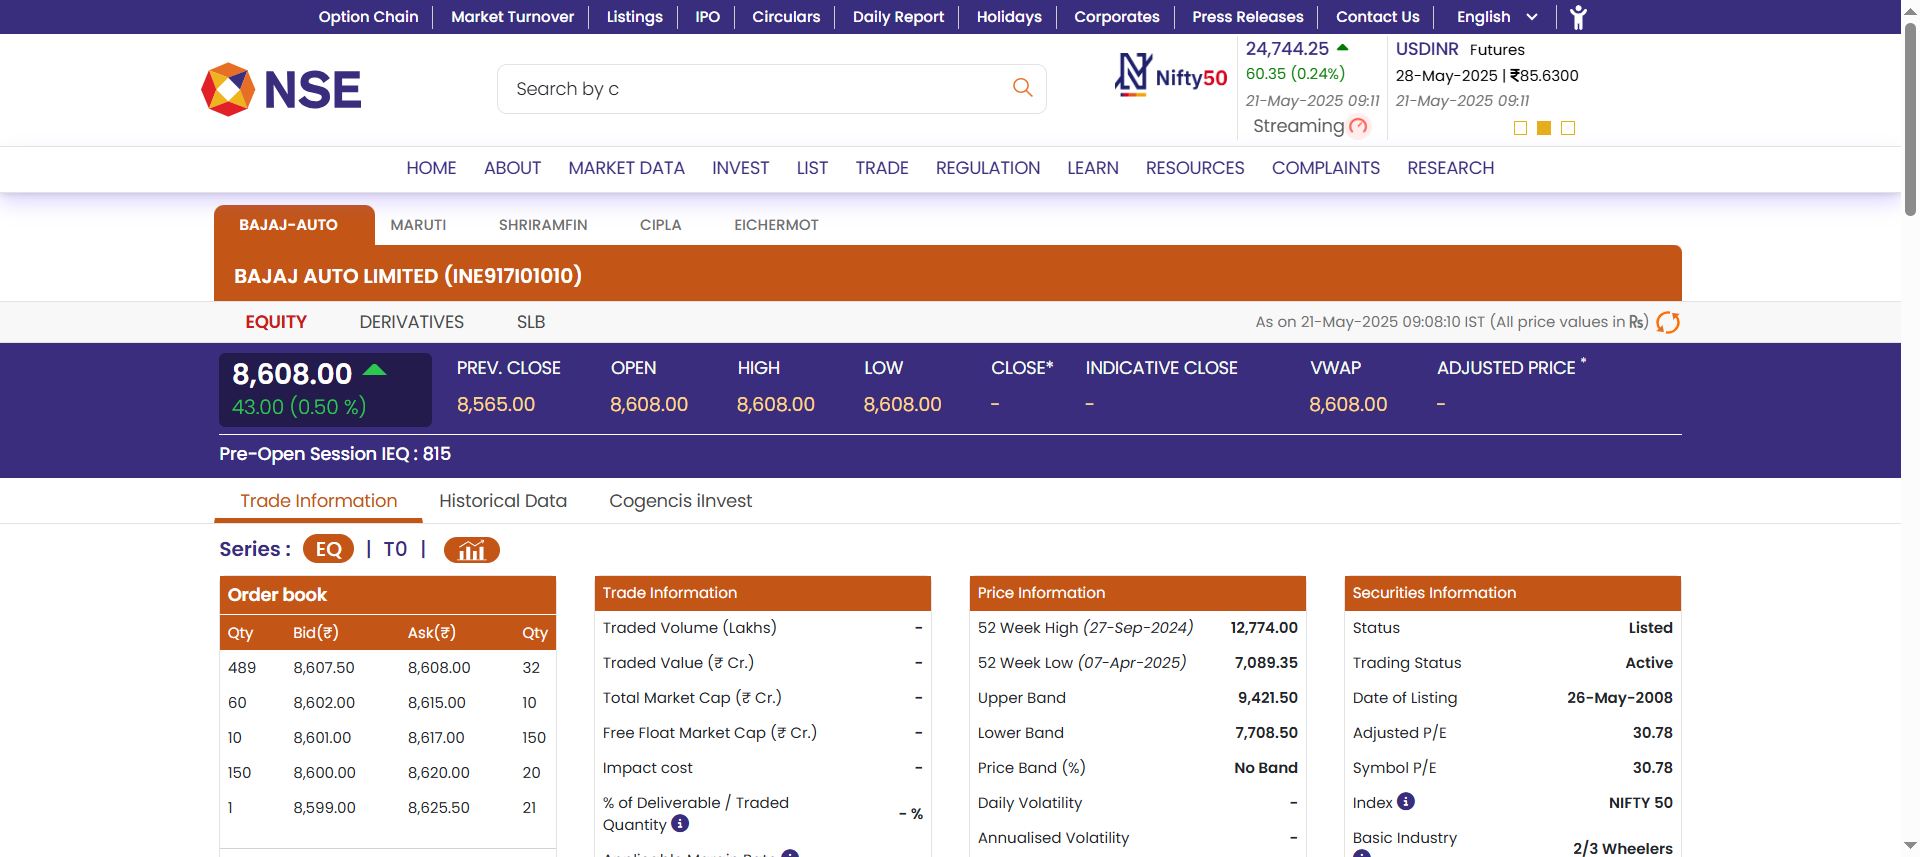 Option Chain | Market Turnover | Listings | IPO | Circulars | Daily Report | Holidays | Corporates | Press Releases | Contact Us | English
NSE
Search by c
Nifty50
24,744.25
60.35 (0.24%)
21-May-2025 09:11
Streaming
USDINR Futures
28-May-2025 | ₹85.6300
21-May-2025 09:11
HOME ABOUT MARKET DATA INVEST LIST TRADE REGULATION LEARN RESOURCES COMPLAINTS RESEARCH
BAJAJ-AUTO MARUTI SHRIRAMFIN CIPLA EICHERMOT
BAJAJ AUTO LIMITED (INE917I01010)
EQUITY DERIVATIVES SLB As on 21-May-2025 09:08:10 IST (All price values in ₨)
8,608.00
43.00 (0.50 %)
PREV. CLOSE OPEN HIGH LOW CLOSE* INDICATIVE CLOSE VWAP ADJUSTED PRICE *
8,565.00 8,608.00 8,608.00 8,608.00 - - 8,608.00 -
Pre-Open Session IEQ : 815
Trade Information Historical Data Cogencis iInvest
Series : EQ | T0 |
Order book
Qty Bid(₹) Ask(₹) Qty
489 8,607.50 8,608.00 32
60 8,602.00 8,615.00 10
10 8,601.00 8,617.00 150
150 8,600.00 8,620.00 20
1 8,599.00 8,625.50 21
Trade Information
Traded Volume (Lakhs) -
Traded Value (₹ Cr.) -
Total Market Cap (₹ Cr.) -
Free Float Market Cap (₹ Cr.) -
Impact cost -
% of Deliverable / Traded
Quantity - %
Applicable Margin Rate
Price Information
52 Week High (27-Sep-2024) 12,774.00
52 Week Low (07-Apr-2025) 7,089.35
Upper Band 9,421.50
Lower Band 7,708.50
Price Band (%) No Band
Daily Volatility -
Annualised Volatility -
Securities Information
Status Listed
Trading Status Active
Date of Listing 26-May-2008
Adjusted P/E 30.78
Symbol P/E 30.78
Index NIFTY 50
Basic Industry 2/3 Wheelers